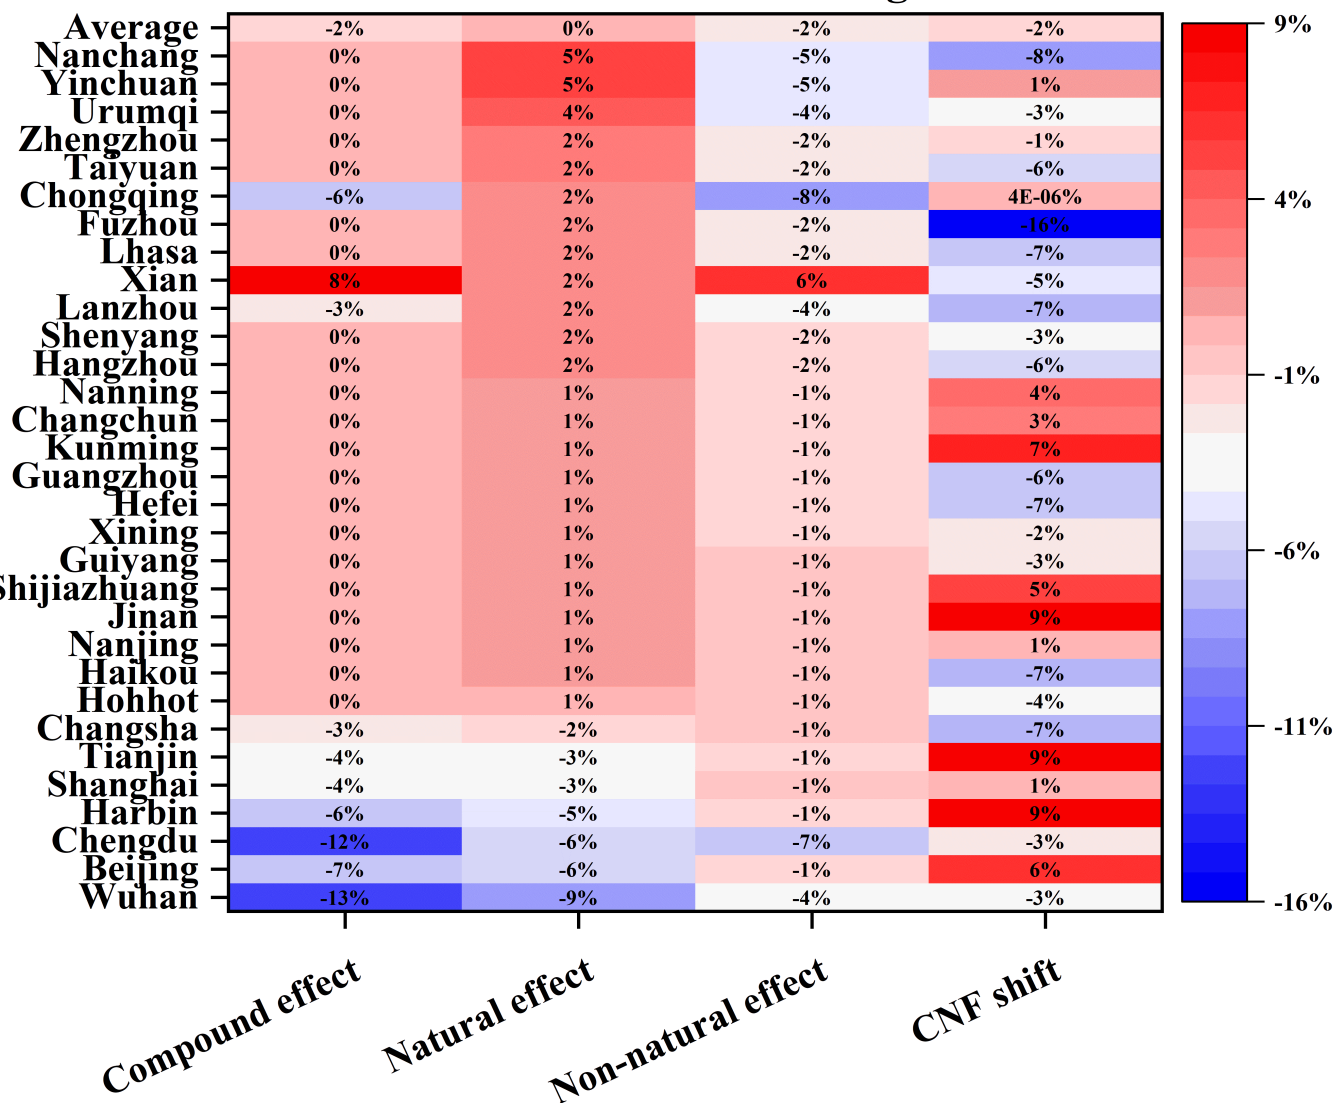 Average -2% 0% -2% -2%
Nanchang 0% 5% -5% -8%
Yinchuan 0% 5% -5% 1%
Urumqi 0% 4% -4% -3%
Zhengzhou 0% 2% -2% -1%
Taiyuan 0% 2% -2% -6%
Chongqing -6% 2% -8% 4E-06%
Fuzhou 0% 2% -2% -16%
Lhasa 0% 2% -2% -7%
Xian 8% 2% 6% -5%
Lanzhou -3% 2% -4% -7%
Shenyang 0% 2% -2% -3%
Hangzhou 0% 2% -2% -6%
Nanning 0% 1% -1% 4%
Changchun 0% 1% -1% 3%
Kunming 0% 1% -1% 7%
Guangzhou 0% 1% -1% -6%
Hefei 0% 1% -1% -7%
Xining 0% 1% -1% -2%
Guiyang 0% 1% -1% -3%
Shijiazhuang 0% 1% -1% 5%
Jinan 0% 1% -1% 9%
Nanjing 0% 1% -1% 1%
Haikou 0% 1% -1% -7%
Hohhot 0% 1% -1% -4%
Changsha -3% -2% -1% -7%
Tianjin -4% -3% -1% 9%
Shanghai -4% -3% -1% 1%
Harbin -6% -5% -1% 9%
Chengdu -12% -6% -7% -3%
Beijing -7% -6% -1% 6%
Wuhan -13% -9% -4% -3%
Compound effect
Natural effect
Non-natural effect
CNF shift
9%
4%
-1%
-6%
-11%
-16%